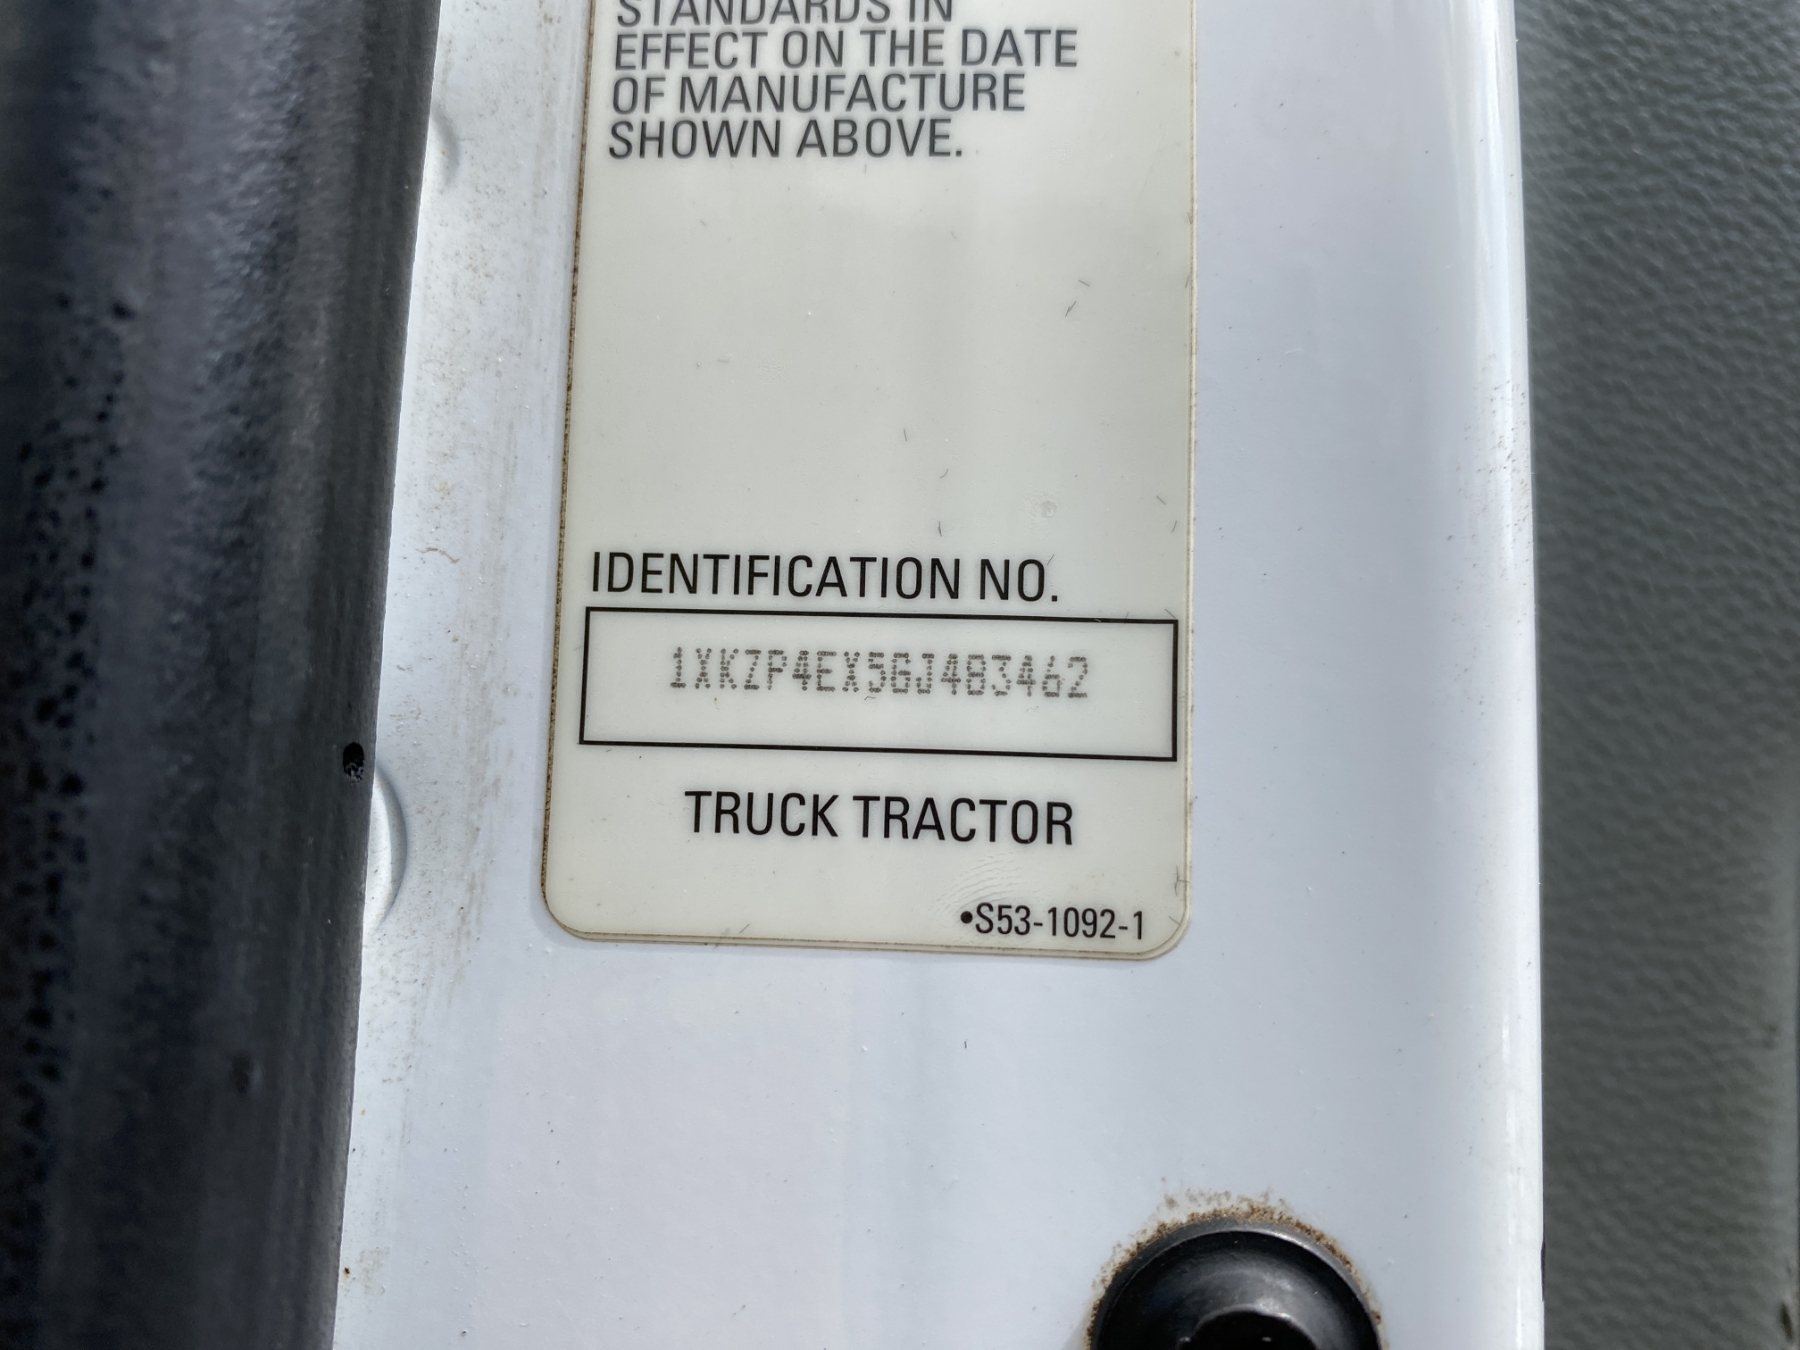 STANDARDS IN
EFFECT ON THE DATE
OF MANUFACTURE
SHOWN ABOVE.
IDENTIFICATION NO.
1XKZP4EX5GJ483462
TRUCK TRACTOR
•S53-1092-1